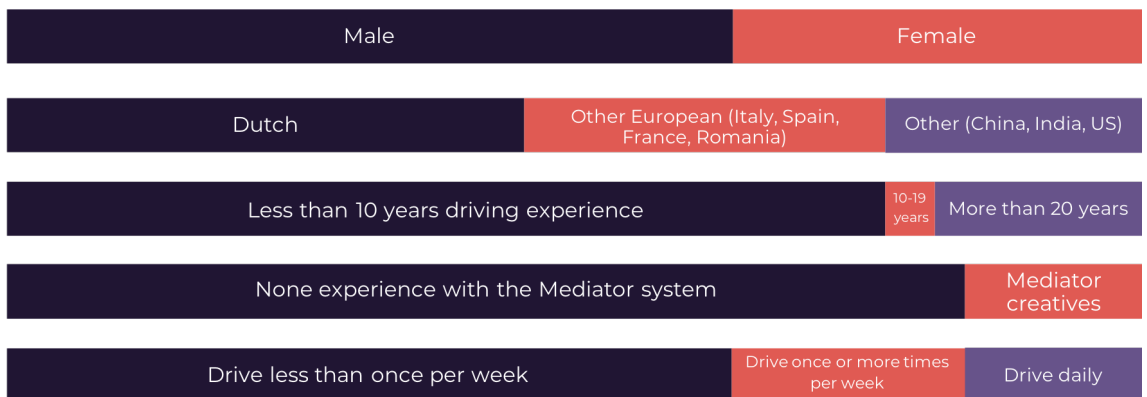 Male
Female
Dutch
Other European (Italy, Spain,
France, Romania)
Other (China, India, US)
Less than 10 years driving experience
10-19
years
More than 20 years
None experience with the Mediator system
Mediator
creatives
Drive less than once per week
Drive once or more times
per week
Drive daily